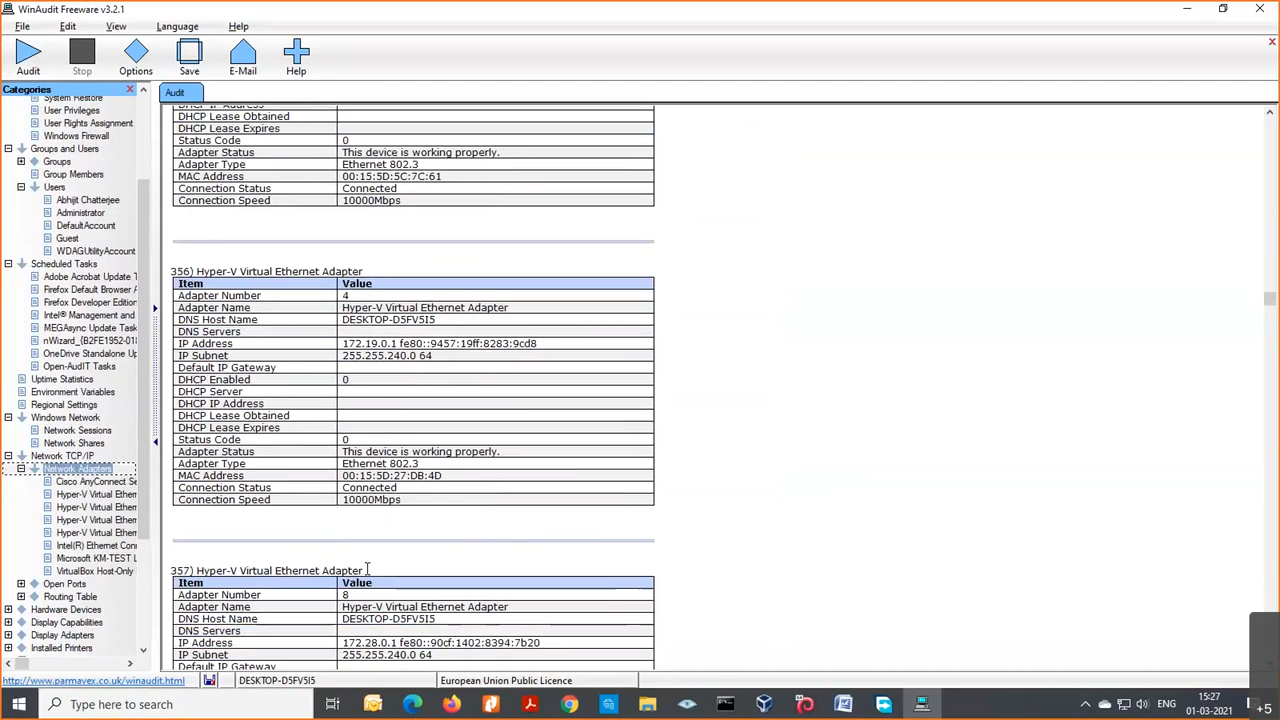 WinAudit Freeware v3.2.1
File Edit View Language Help
Audit Stop Options Save E-Mail Help
Categories
System Restore
User Privileges
User Rights Assignment
Windows Firewall
Groups and Users
Groups
Group Members
Users
Abhijit Chatterjee
Administrator
DefaultAccount
Guest
WDAGUtilityAccount
Scheduled Tasks
Adobe Acrobat Update T
Firefox Default Browser A
Firefox Developer Edition
Intel® Management and
MEGAsync Update Task
nWizard_{B2FE1952-018
OneDrive Standalone Up
Open-AudIT Tasks
Uptime Statistics
Environment Variables
Regional Settings
Windows Network
Network Sessions
Network Shares
Network TCP/IP
Network Adapters
Cisco AnyConnect Se
Hyper-V Virtual Ether
Hyper-V Virtual Ether
Hyper-V Virtual Ether
Hyper-V Virtual Ether
Intel(R) Ethernet Conn
Microsoft KM-TEST L
VirtualBox Host-Only
Open Ports
Routing Table
Hardware Devices
Display Capabilities
Display Adapters
Installed Printers
Audit
DHCP IP Address
DHCP Lease Obtained
DHCP Lease Expires
Status Code 0
Adapter Status This device is working properly.
Adapter Type Ethernet 802.3
MAC Address 00:15:5D:5C:7C:61
Connection Status Connected
Connection Speed 10000Mbps
356) Hyper-V Virtual Ethernet Adapter
Item Value
Adapter Number 4
Adapter Name Hyper-V Virtual Ethernet Adapter
DNS Host Name DESKTOP-D5FV5I5
DNS Servers
IP Address 172.19.0.1 fe80::9457:19ff:8283:9cd8
IP Subnet 255.255.240.0 64
Default IP Gateway
DHCP Enabled 0
DHCP Server
DHCP IP Address
DHCP Lease Obtained
DHCP Lease Expires
Status Code 0
Adapter Status This device is working properly.
Adapter Type Ethernet 802.3
MAC Address 00:15:5D:27:DB:4D
Connection Status Connected
Connection Speed 10000Mbps
357) Hyper-V Virtual Ethernet Adapter
Item Value
Adapter Number 8
Adapter Name Hyper-V Virtual Ethernet Adapter
DNS Host Name DESKTOP-D5FV5I5
DNS Servers
IP Address 172.28.0.1 fe80::90cf:1402:8394:7b20
IP Subnet 255.255.240.0 64
Default IP Gateway
http://www.parmavex.co.uk/winaudit.html DESKTOP-D5FV5I5 European Union Public Licence
Type here to search
ENG
15:27
01-03-2021
+5